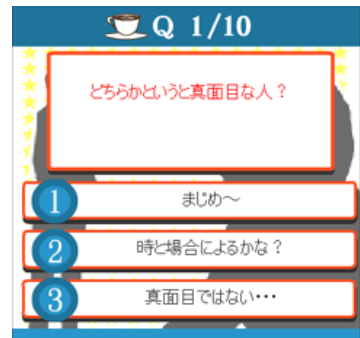 Q 1/10
どちらかというと真面目な人？
1 まじめ～
2 時と場合によるかな？
3 真面目ではない･･･